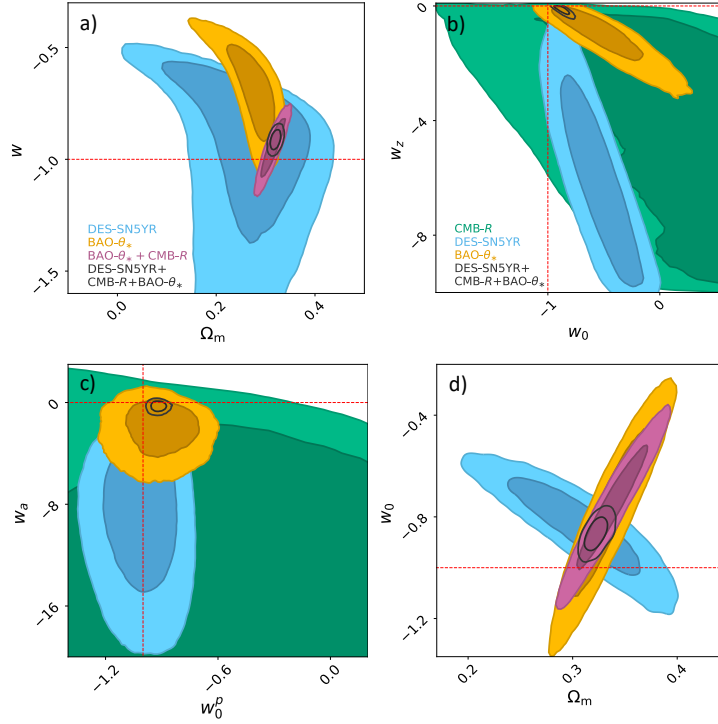 a)
−0.5
−1.0
−1.5
w
DES-SN5YR
BAO-θ*
BAO-θ* + CMB-R
DES-SN5YR+
CMB-R+BAO-θ*
0.0
0.2
0.4
Ωm
b)
0
−4
−8
wz
CMB-R
DES-SN5YR
BAO-θ*
DES-SN5YR+
CMB-R+BAO-θ*
−1
0
w0
c)
0
−8
−16
wa
−1.2
−0.6
0.0
w0^p
d)
−0.4
−0.8
−1.2
w0
0.2
0.3
0.4
Ωm